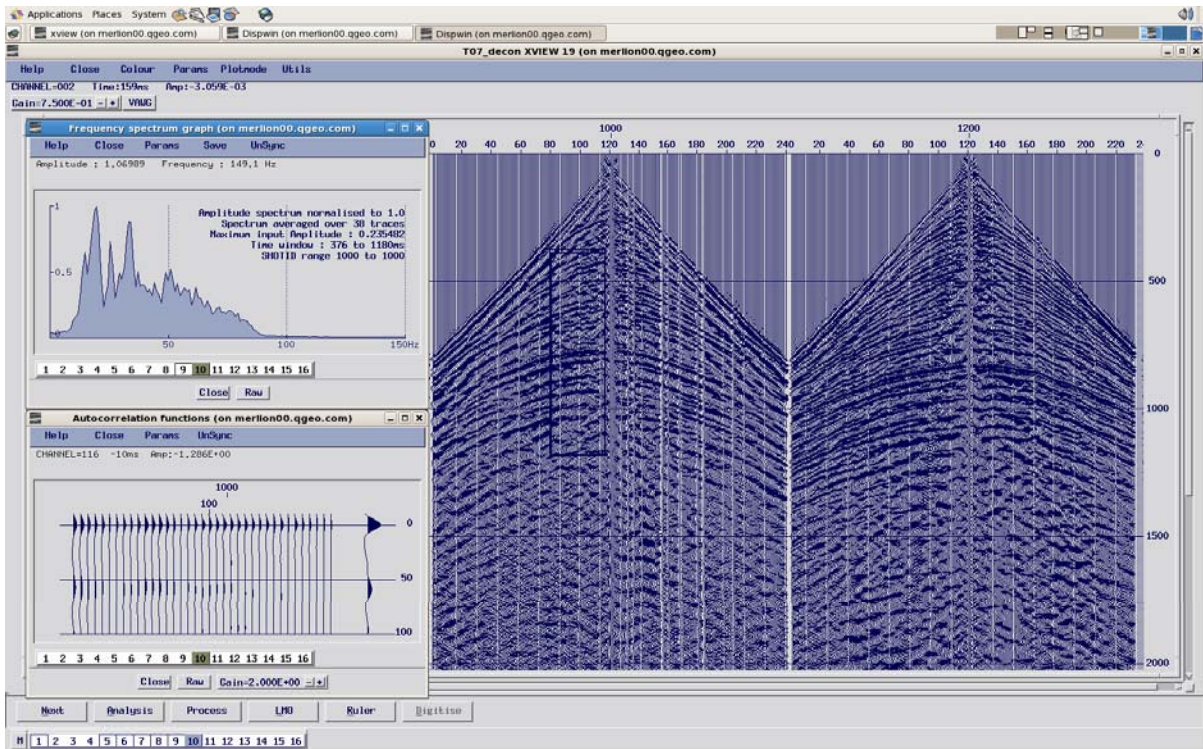 Applications Places System
xview (on merlion00.qgeo.com) Dispwin (on merlion00.qgeo.com) Dispwin (on merlion00.qgeo.com)
T07_decon XVIEW 19 (on merlion00.qgeo.com)
Help Close Colour Params Plotmode Utils
CHANNEL=002 Time:159ms Amp:-3.059E-03
Gain=7.500E-01 - + VAWG
Frequency spectrum graph (on merlion00.qgeo.com)
Help Close Params Save UnSync
Amplitude : 1.06989 Frequency : 149.1 Hz
1
Amplitude spectrum normalised to 1.0
Spectrum averaged over 38 traces
Maximum Input Amplitude : 0.235482
Time window : 376 to 1180ms
SHOTID range 1000 to 1000
0.5
0
50 100 150Hz
1 2 3 4 5 6 7 8 9 10 11 12 13 14 15 16
Close Raw
Autocorrelation functions (on merlion00.qgeo.com)
Help Close Params UnSync
CHANNEL=116 -10ms Amp:-1.286E+00
1000
100
0
50
100
1 2 3 4 5 6 7 8 9 10 11 12 13 14 15 16
Close Raw Gain=2.000E+00 - +
1000 1200
0 20 40 60 80 100 120 140 160 180 200 220 240 20 40 60 80 100 120 140 160 180 200 220 2
0
500
1000
1500
2000
Next Analysis Process LMO Ruler Digitise
M 1 2 3 4 5 6 7 8 9 10 11 12 13 14 15 16